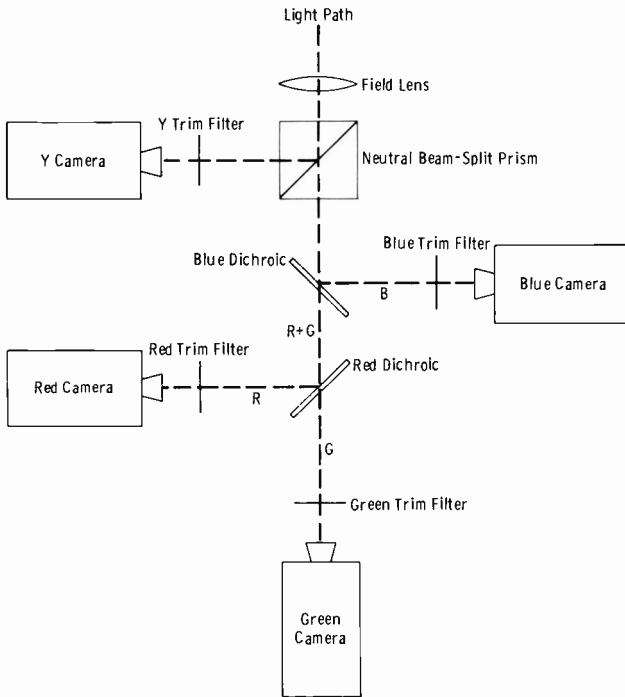 Light Path
Field Lens
Y Trim Filter
Y Camera
Neutral Beam-Split Prism
Blue Trim Filter
Blue Dichroic
B
Blue Camera
R+G
Red Trim Filter
Red Dichroic
Red Camera
R
G
Green Trim Filter
Green
Camera